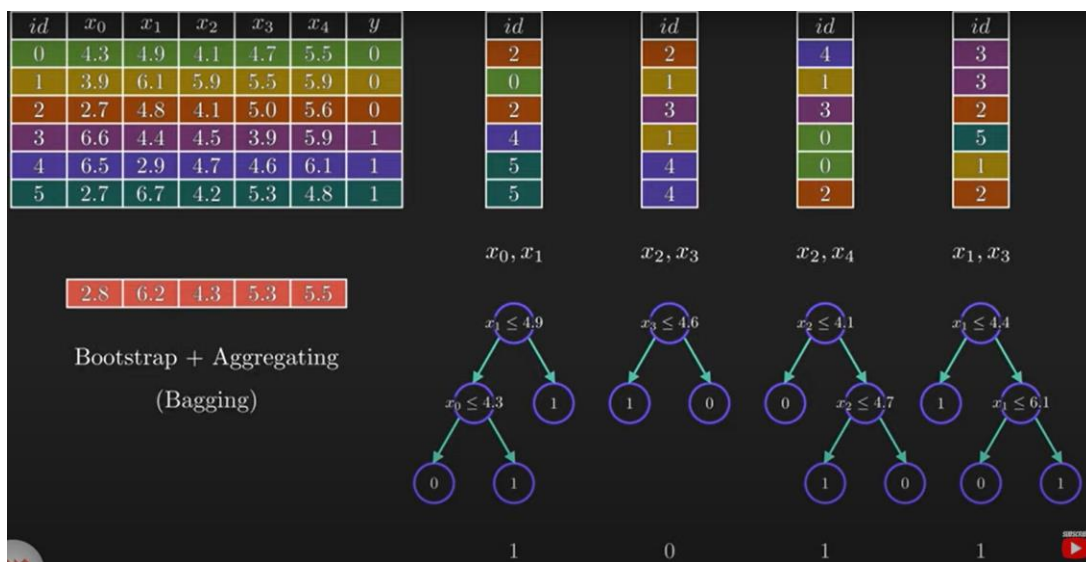 id x₀ x₁ x₂ x₃ x₄ y
0 4.3 4.9 4.1 4.7 5.5 0
1 3.9 6.1 5.9 5.5 5.9 0
2 2.7 4.8 4.1 5.0 5.6 0
3 6.6 4.4 4.5 3.9 5.9 1
4 6.5 2.9 4.7 4.6 6.1 1
5 2.7 6.7 4.2 5.3 4.8 1
id
2
0
2
4
5
5
x₀, x₁
id
2
1
3
1
4
4
x₂, x₃
id
4
1
3
0
0
2
x₂, x₄
id
3
3
2
5
1
2
x₁, x₃
2.8 6.2 4.3 5.3 5.5
Bootstrap + Aggregating
(Bagging)
x₁ ≤ 4.9
x₀ ≤ 4.3 1
0 1
1
x₃ ≤ 4.6
1 0
0
x₂ ≤ 4.1
0 x₂ ≤ 4.7
1 0
1
x₁ ≤ 4.4
1 x₁ ≤ 6.1
0 1
1
SUBSCRIBE